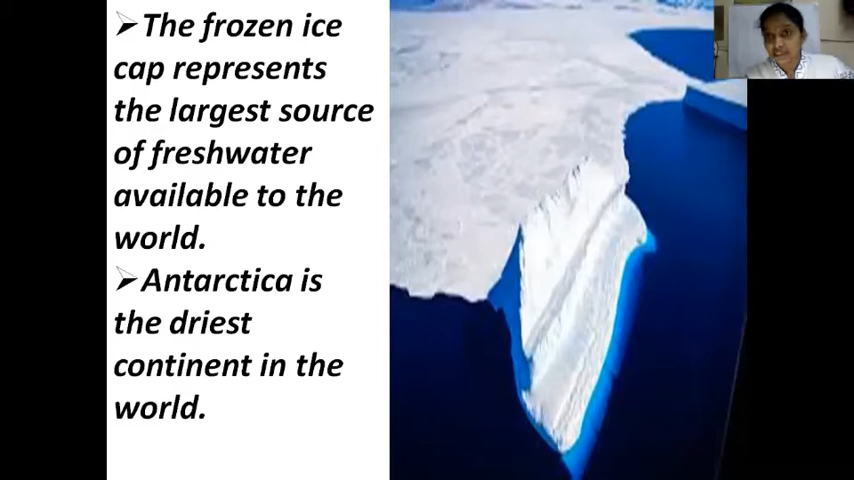 ➢The frozen ice
cap represents
the largest source
of freshwater
available to the
world.
➢Antarctica is
the driest
continent in the
world.